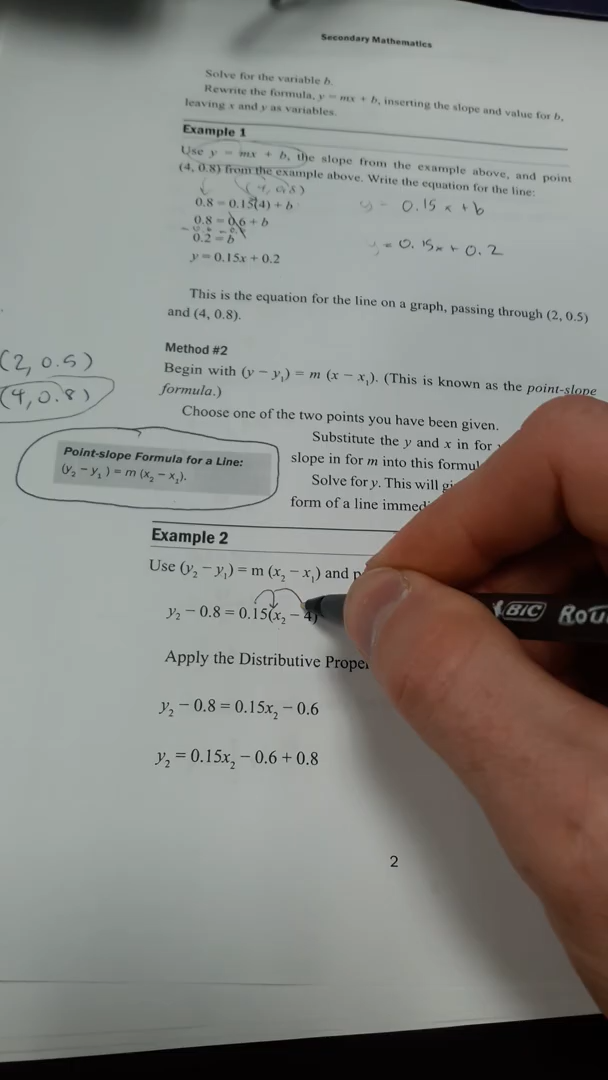 Secondary Mathematics
Solve for the variable b.
Rewrite the formula, y = mx + b, inserting the slope and value for b,
leaving x and y as variables.
Example 1
Use y = mx + b, the slope from the example above, and point
(4, 0.8) from the example above. Write the equation for the line:
(4, 0.8)
0.8 = 0.15(4) + b
y = 0.15x + b
0.8 = 0.6 + b
0.2 = b
y = 0.15x + 0.2
y = 0.15x + 0.2
This is the equation for the line on a graph, passing through (2, 0.5)
and (4, 0.8).
Method #2
(2, 0.5)
Begin with (y − y₁) = m (x − x₁). (This is known as the point-slope
(4, 0.8)
formula.)
Choose one of the two points you have been given.
Substitute the y and x in for
slope in for m into this
Solve for y. This will
form of a line
Point-slope Formula for a Line:
(y₂ − y₁) = m (x₂ − x₁).
Example 2
Use (y₂ − y₁) = m (x₂ − x₁) and
y₂ − 0.8 = 0.15(x₂ − 4)
Apply the Distributive
y₂ − 0.8 = 0.15x₂ − 0.6
y₂ = 0.15x₂ − 0.6 + 0.8
2
BIC